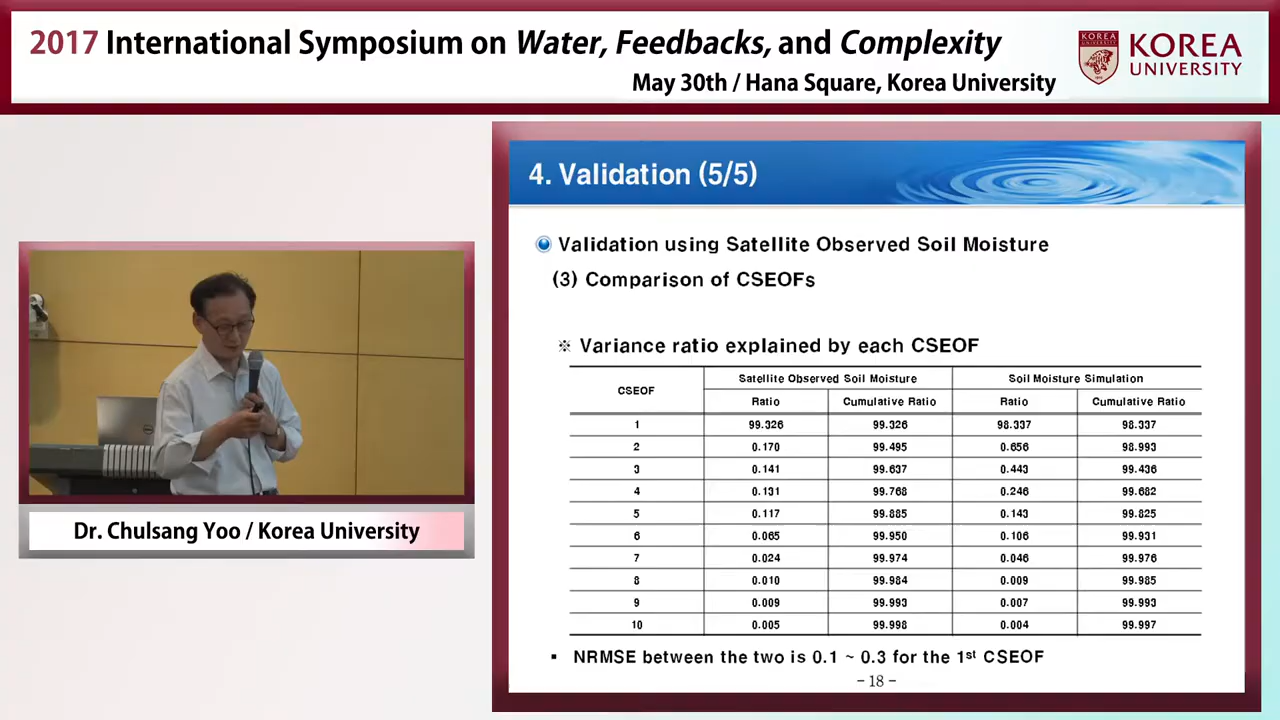 2017 International Symposium on Water, Feedbacks, and Complexity
May 30th / Hana Square, Korea University
KOREA
UNIVERSITY
4. Validation (5/5)
Validation using Satellite Observed Soil Moisture
(3) Comparison of CSEOFs
※ Variance ratio explained by each CSEOF
CSEOF Satellite Observed Soil Moisture Soil Moisture Simulation
Ratio Cumulative Ratio Ratio Cumulative Ratio
1 99.326 99.326 98.337 98.337
2 0.170 99.495 0.656 98.993
3 0.141 99.637 0.443 99.436
4 0.131 99.768 0.246 99.682
5 0.117 99.885 0.143 99.825
6 0.065 99.950 0.106 99.931
7 0.024 99.974 0.046 99.976
8 0.010 99.984 0.009 99.985
9 0.009 99.993 0.007 99.993
10 0.005 99.998 0.004 99.997
▪ NRMSE between the two is 0.1 ~ 0.3 for the 1st CSEOF
- 18 -
Dr. Chulsang Yoo / Korea University